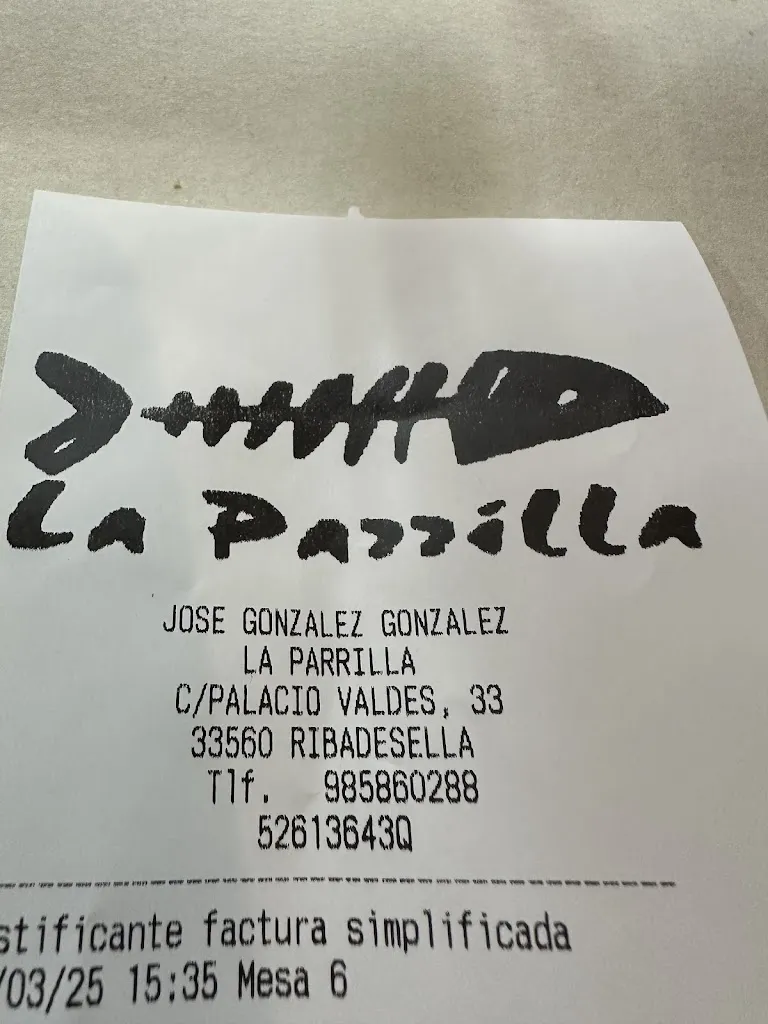 La Parrilla
JOSE GONZALEZ GONZALEZ
LA PARRILLA
C/PALACIO VALDES, 33
33560 RIBADESELLA
Tlf. 985860288
52613643Q
stificante factura simplificada
/03/25 15:35 Mesa 6